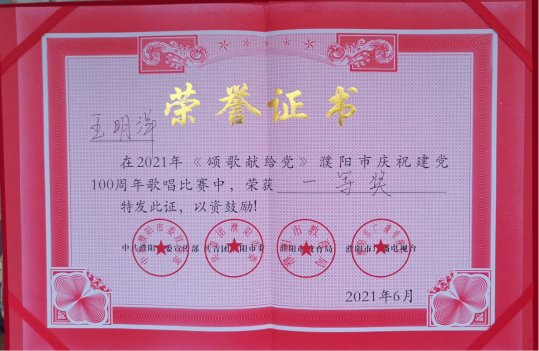 荣誉证书
王明洋
在2021年《颂歌献给党》濮阳市庆祝建党
100周年歌唱比赛中，荣获 一等奖
特发此证，以资鼓励!
中共濮阳市委宣传部 共青团濮阳市委 濮阳市教育局 濮阳市广播电视台
2021年6月